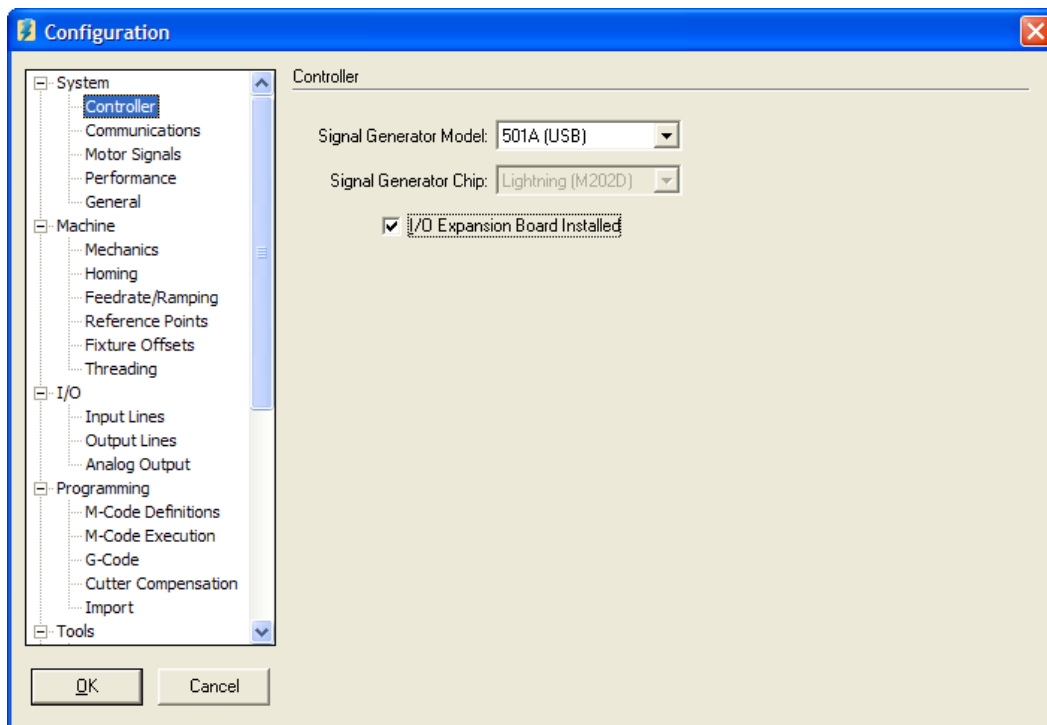 Configuration
System
Controller
Communications
Motor Signals
Performance
General
Machine
Mechanics
Homing
Feedrate/Ramping
Reference Points
Fixture Offsets
Threading
I/O
Input Lines
Output Lines
Analog Output
Programming
M-Code Definitions
M-Code Execution
G-Code
Cutter Compensation
Import
Tools
Controller
Signal Generator Model: 501A (USB)
Signal Generator Chip: Lightning (M202D)
I/O Expansion Board Installed
OK Cancel